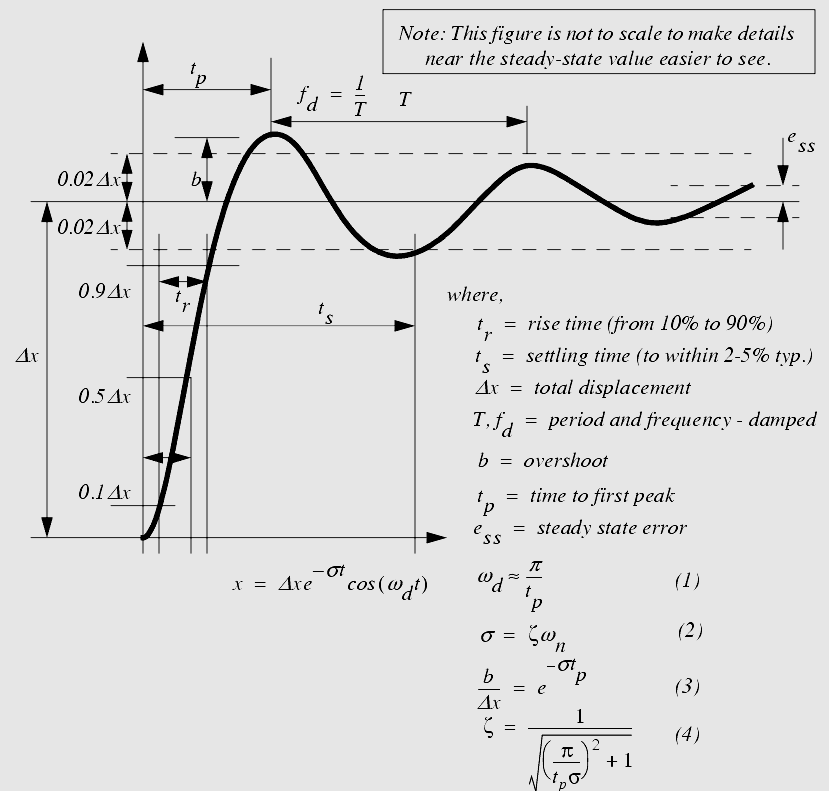 Note: This figure is not to scale to make details
near the steady-state value easier to see.
t_p
f_d = 1/T
T
e_ss
0.02Δx
b
0.02Δx
0.9Δx
t_r
t_s
Δx
0.5Δx
0.1Δx
where,
t_r = rise time (from 10% to 90%)
t_s = settling time (to within 2-5% typ.)
Δx = total displacement
T, f_d = period and frequency - damped
b = overshoot
t_p = time to first peak
e_ss = steady state error
x = Δxe^(-σt) cos(ω_d t)
ω_d ≈ π/t_p (1)
σ = ζω_n (2)
b/Δx = e^(-σt_p) (3)
ζ = 1/√((π/(t_pσ))² + 1) (4)